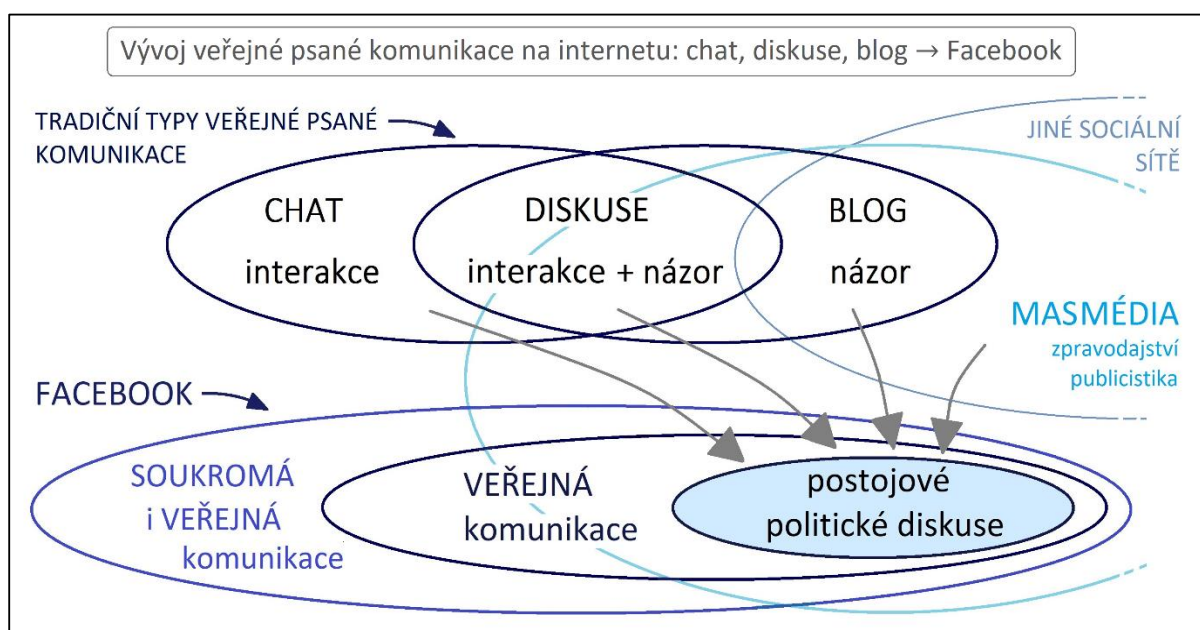 Vývoj veřejné psané komunikace na internetu: chat, diskuse, blog → Facebook
TRADIČNÍ TYPY VEŘEJNÉ PSANÉ
KOMUNIKACE
JINÉ SOCIÁLNÍ
SÍTĚ
CHAT
interakce
DISKUSE
interakce + názor
BLOG
názor
MASMÉDIA
zpravodajství
publicistika
FACEBOOK
SOUKROMÁ
i VEŘEJNÁ
komunikace
VEŘEJNÁ
komunikace
postojové
politické diskuse